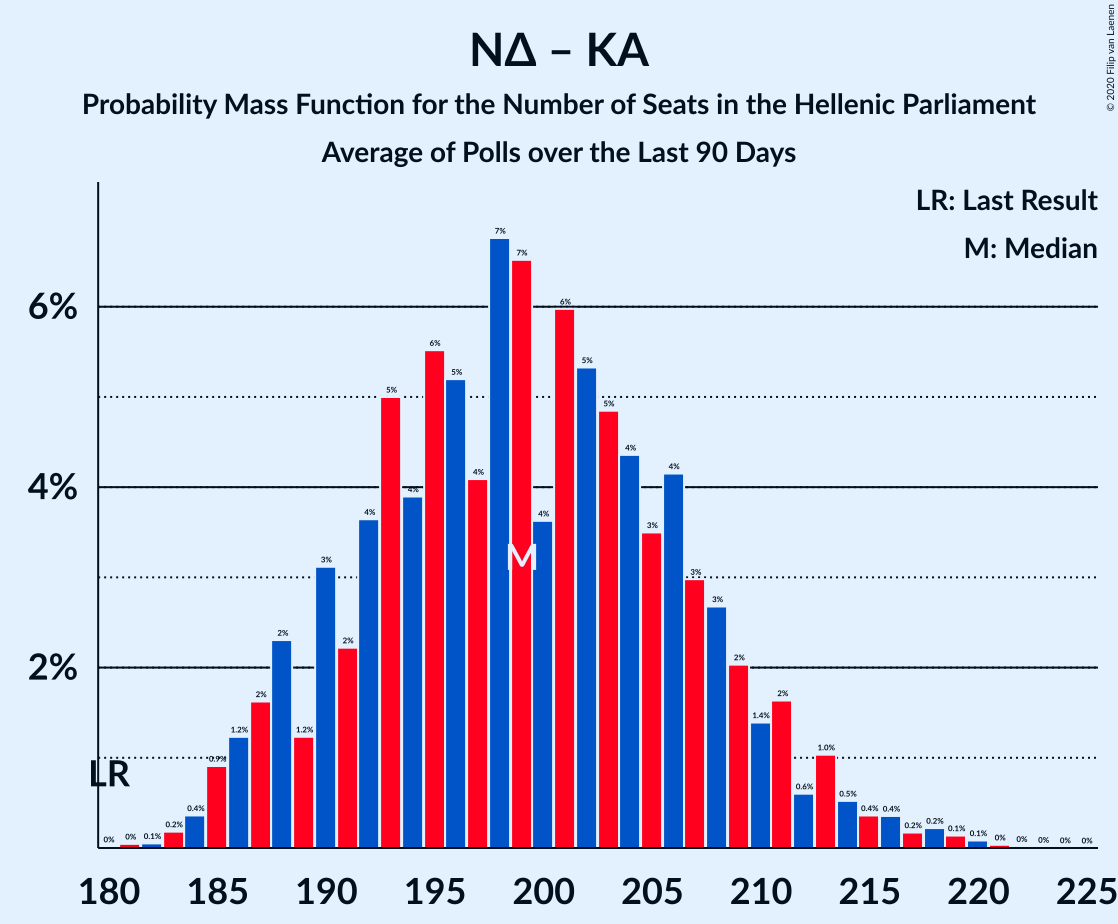 © 2020 Filip van Laenen
NΔ – KA
Probability Mass Function for the Number of Seats in the Hellenic Parliament
Average of Polls over the Last 90 Days
LR: Last Result
M: Median
6%
4%
2%
0% 0% 0.1% 0.2% 0.4% 0.9% 1.2% 2% 2% 1.2% 3% 2% 4% 5% 4% 6% 5% 4% 7% 7% 4% 6% 5% 5% 4% 3% 4% 3% 3% 2% 1.4% 2% 0.6% 1.0% 0.5% 0.4% 0.4% 0.2% 0.2% 0.1% 0.1% 0% 0% 0% 0% 0%
M
LR
180 185 190 195 200 205 210 215 220 225